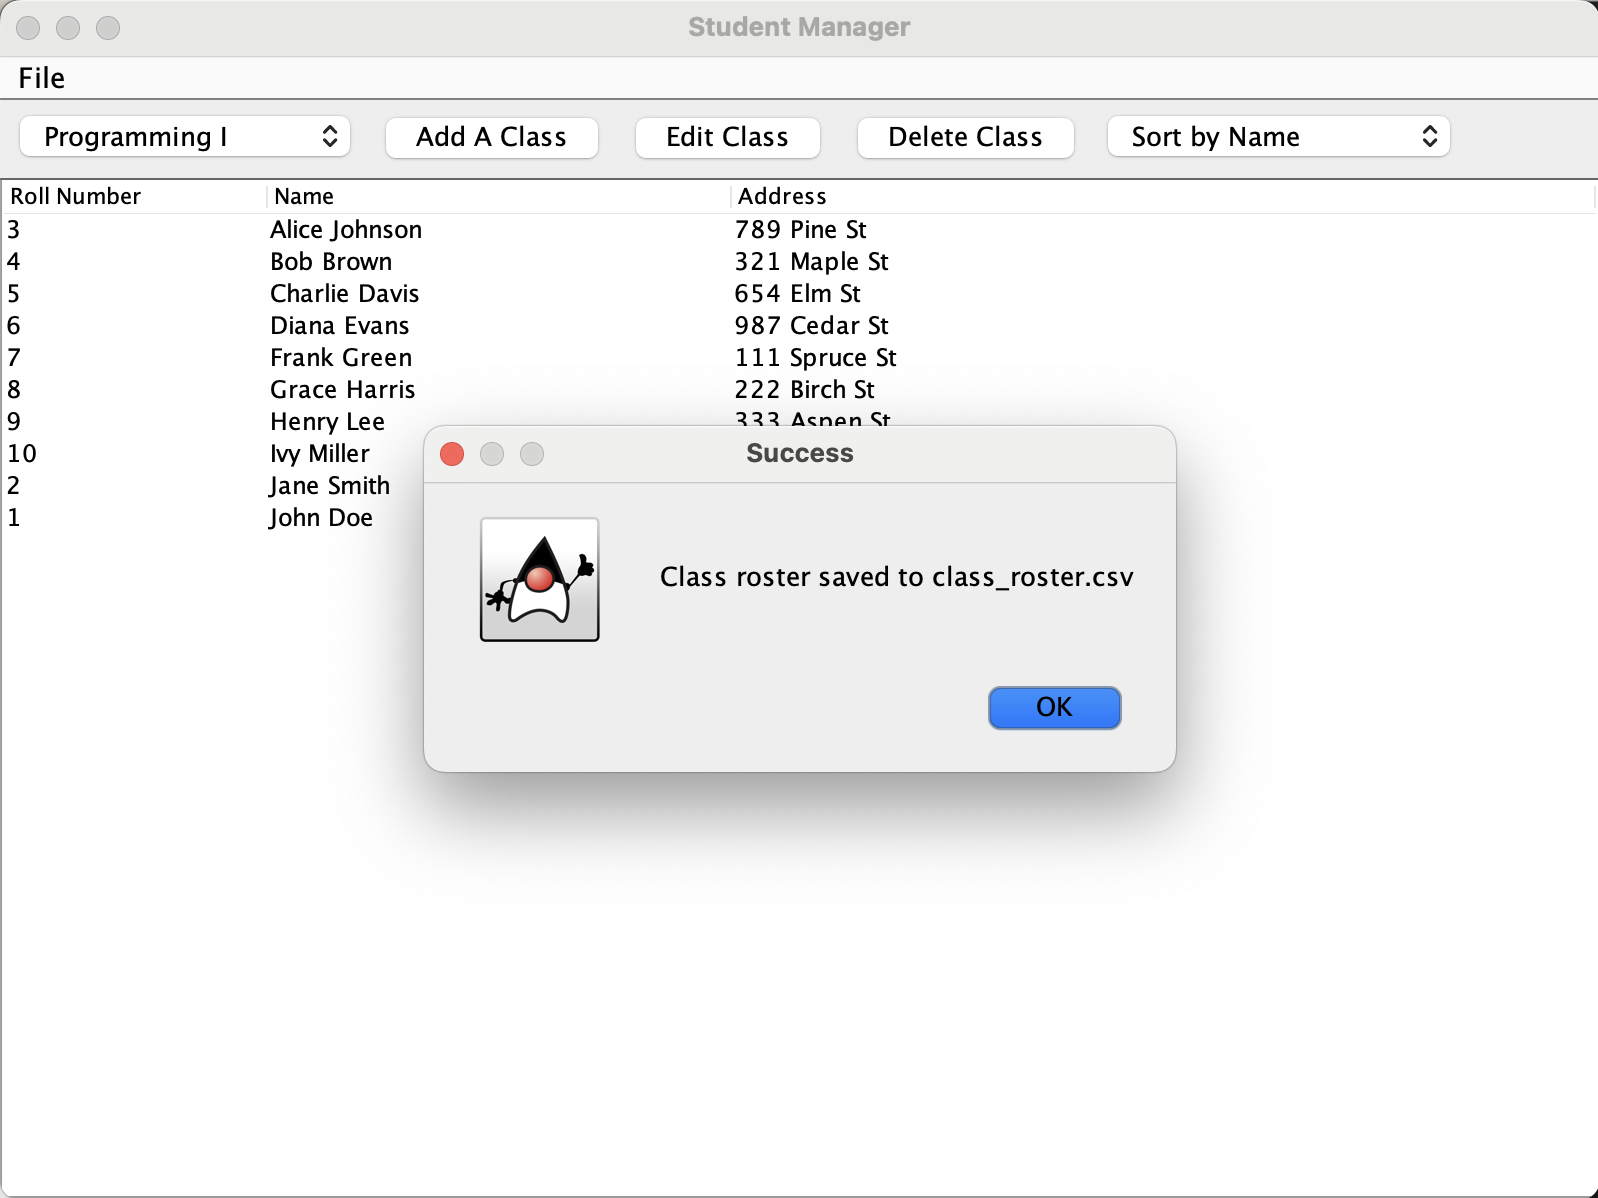 Student Manager
File
Programming I Add A Class Edit Class Delete Class Sort by Name
Roll Number Name Address
3 Alice Johnson 789 Pine St
4 Bob Brown 321 Maple St
5 Charlie Davis 654 Elm St
6 Diana Evans 987 Cedar St
7 Frank Green 111 Spruce St
8 Grace Harris 222 Birch St
9 Henry Lee 333 Aspen St
10 Ivy Miller
2 Jane Smith
1 John Doe
Success
Class roster saved to class_roster.csv
OK